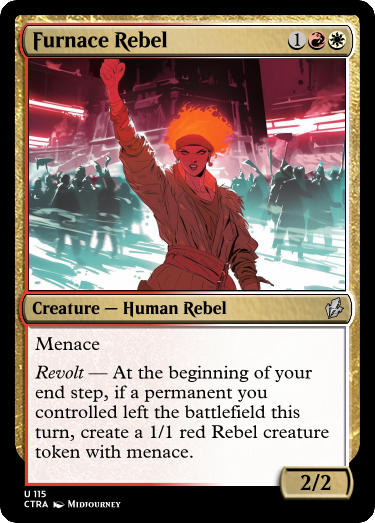 Furnace Rebel 1
Creature — Human Rebel
Menace
Revolt — At the beginning of your
end step, if a permanent you
controlled left the battlefield this
turn, create a 1/1 red Rebel creature
token with menace.
2/2
U 115
CTRA Midjourney